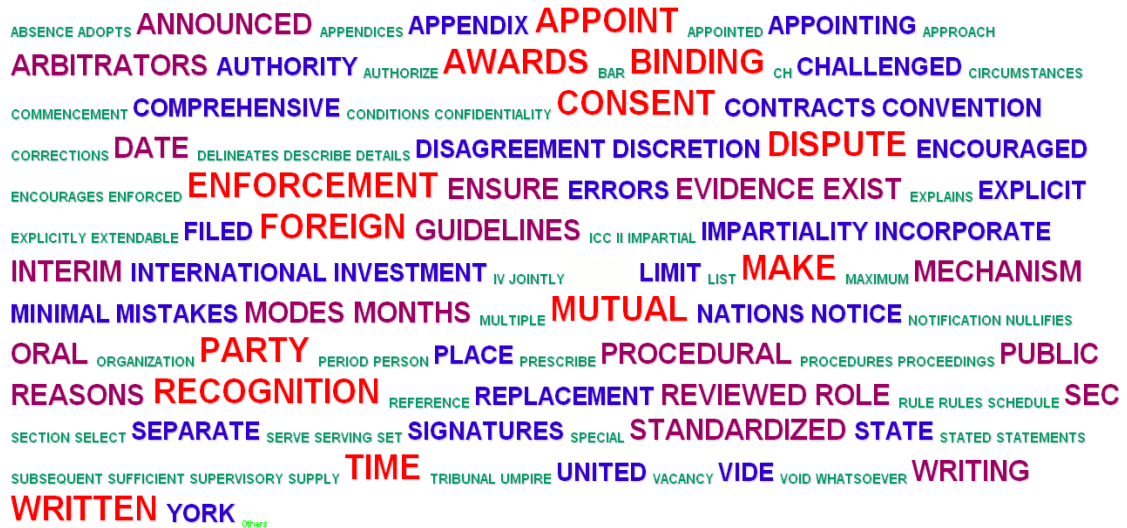 ABSENCE ADOPTS ANNOUNCED APPENDICES APPENDIX APPOINT APPOINTED APPOINTING APPROACH
ARBITRATORS AUTHORITY AUTHORIZE AWARDS BAR BINDING CH CHALLENGED CIRCUMSTANCES
COMMENCEMENT COMPREHENSIVE CONDITIONS CONFIDENTIALITY CONSENT CONTRACTS CONVENTION
CORRECTIONS DATE DELINEATES DESCRIBE DETAILS DISAGREEMENT DISCRETION DISPUTE ENCOURAGED
ENCOURAGES ENFORCED ENFORCEMENT ENSURE ERRORS EVIDENCE EXIST EXPLAINS EXPLICIT
EXPLICITLY EXTENDABLE FILED FOREIGN GUIDELINES ICC II IMPARTIAL IMPARTIALITY INCORPORATE
INTERIM INTERNATIONAL INVESTMENT IV JOINTLY LIMIT LIST MAKE MAXIMUM MECHANISM
MINIMAL MISTAKES MODES MONTHS MULTIPLE MUTUAL NATIONS NOTICE NOTIFICATION NULLIFIES
ORAL ORGANIZATION PARTY PERIOD PERSON PLACE PRESCRIBE PROCEDURAL PROCEDURES PROCEEDINGS PUBLIC
REASONS RECOGNITION REFERENCE REPLACEMENT REVIEWED ROLE RULE RULES SCHEDULE SEC
SECTION SELECT SEPARATE SERVE SERVING SET SIGNATURES SPECIAL STANDARDIZED STATE STATED STATEMENTS
SUBSEQUENT SUFFICIENT SUPERVISORY SUPPLY TIME TRIBUNAL UMPIRE UNITED VACANCY VIDE VOID WHATSOEVER WRITING
WRITTEN YORK Others